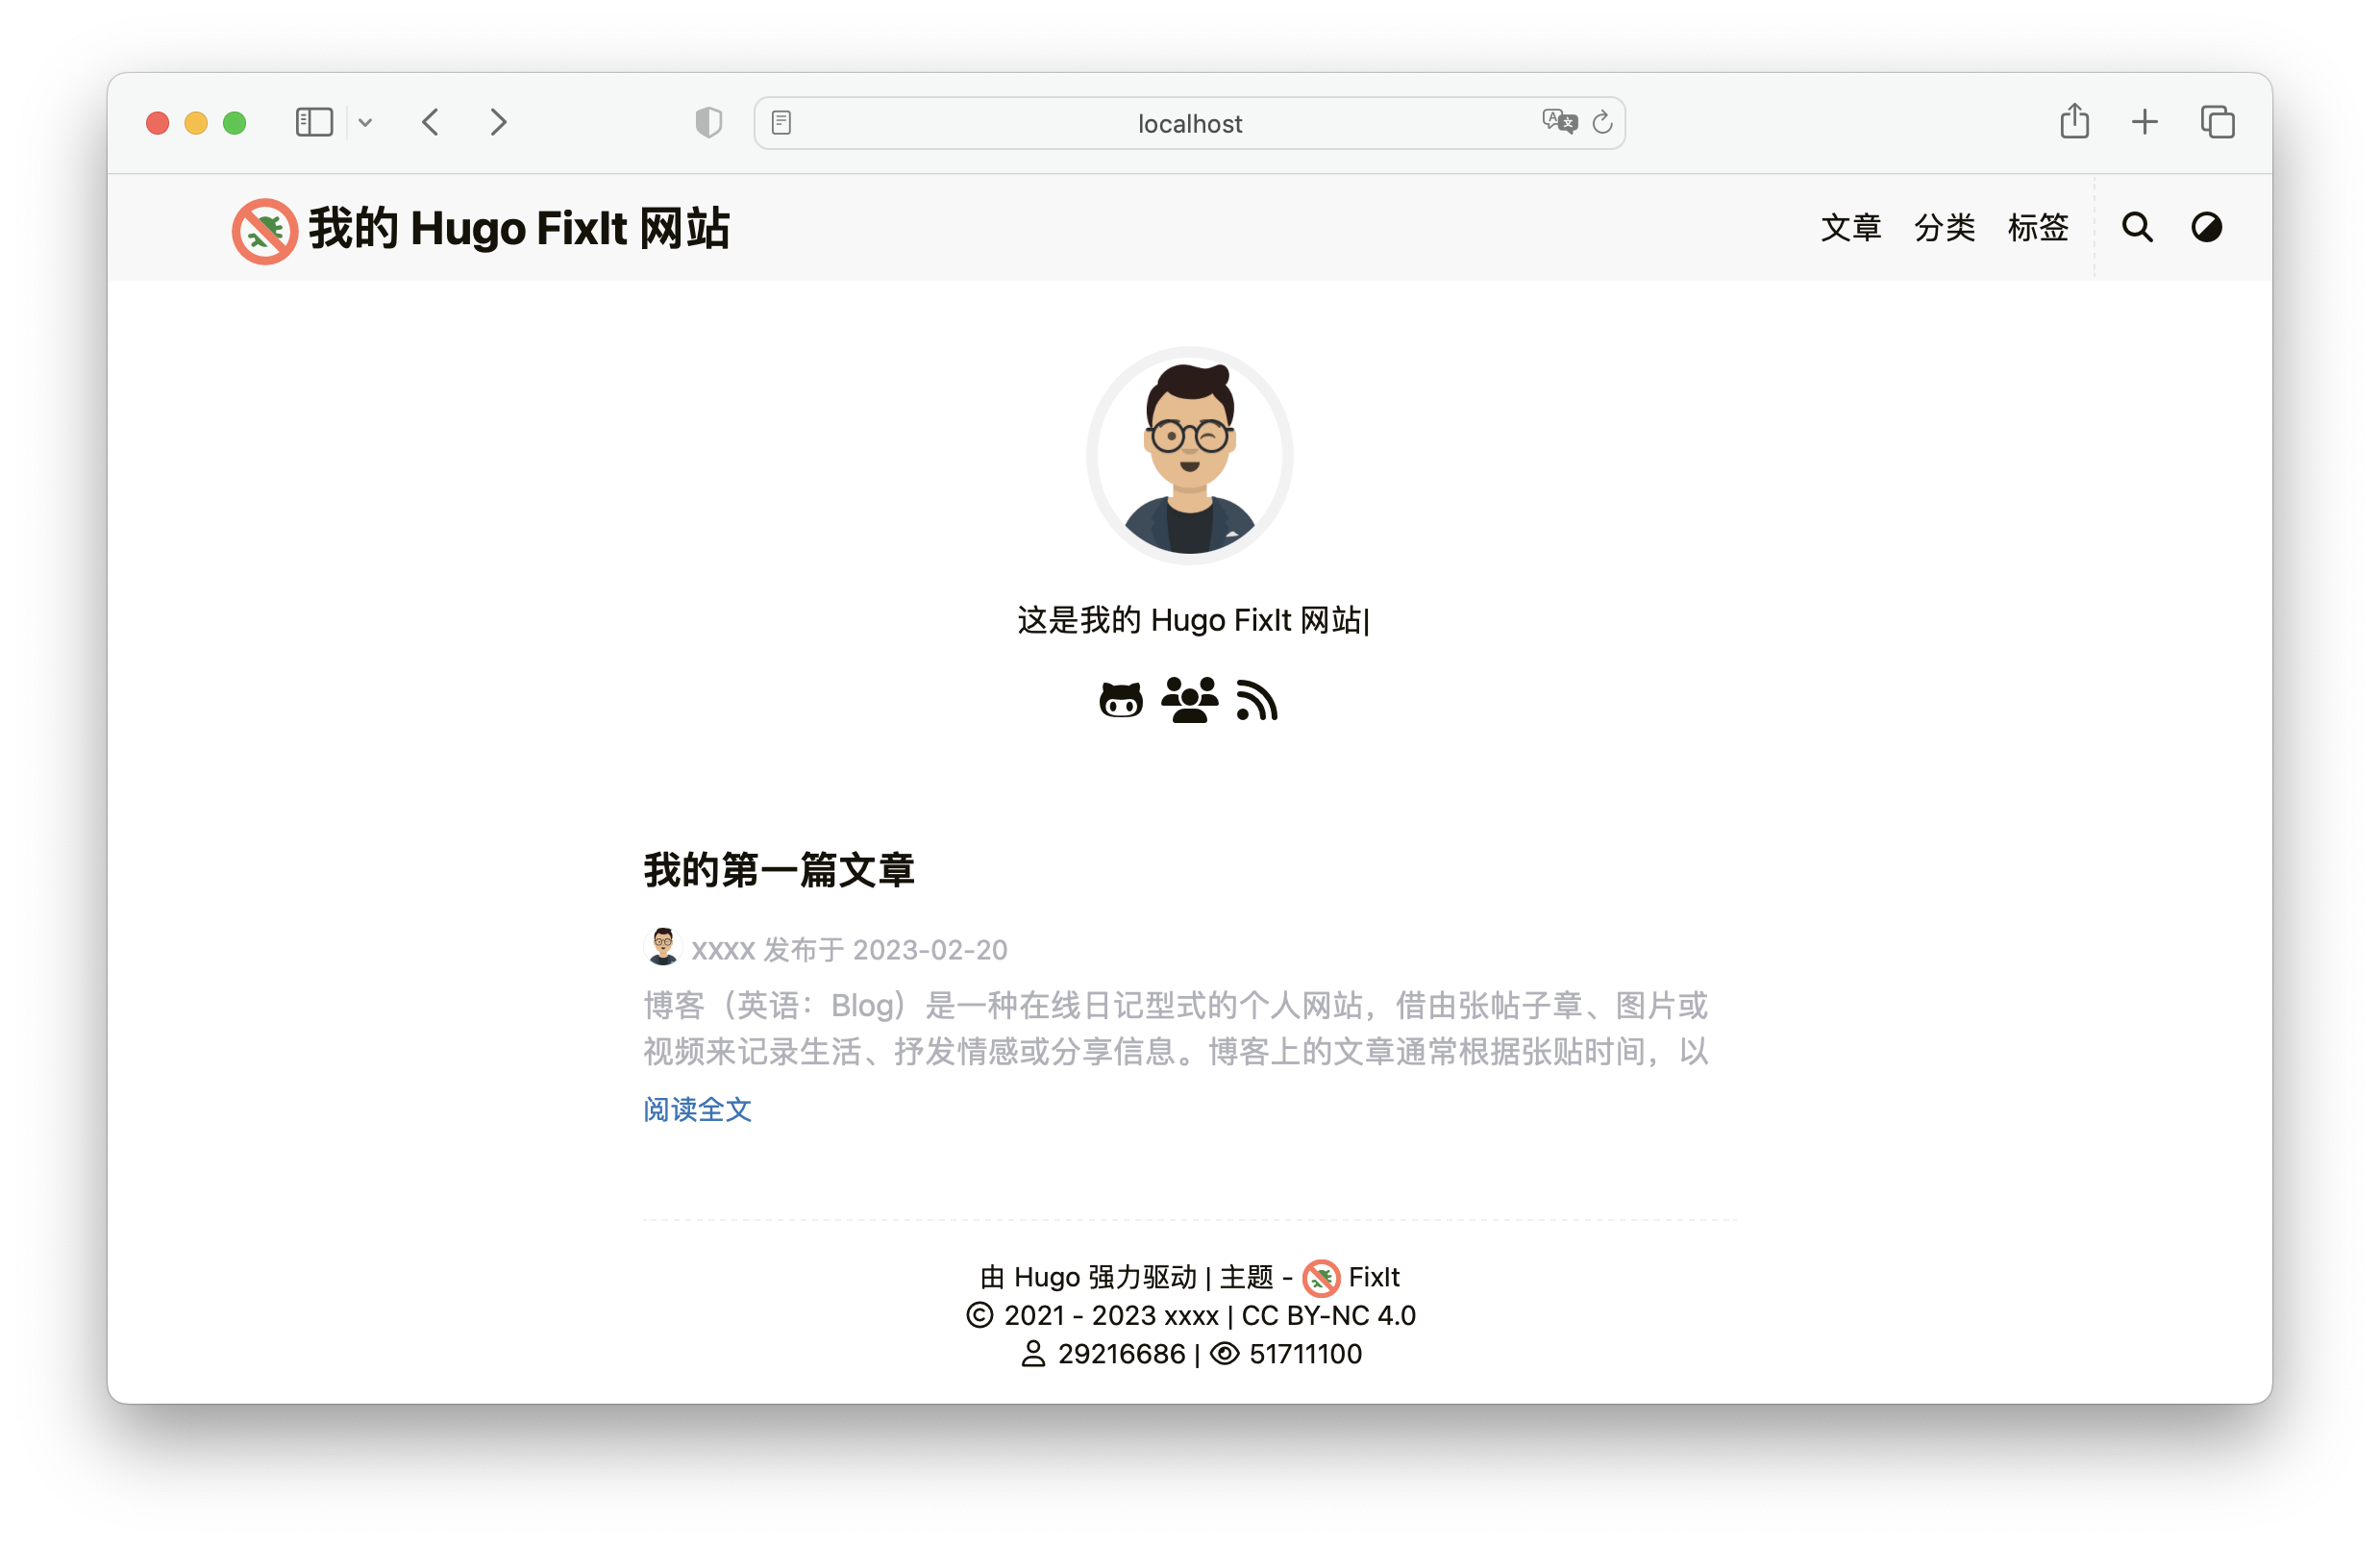 localhost
我的 Hugo FixIt 网站
文章 分类 标签
这是我的 Hugo FixIt 网站|
我的第一篇文章
xxxx 发布于 2023-02-20
博客（英语：Blog）是一种在线日记型式的个人网站，借由张帖子章、图片或
视频来记录生活、抒发情感或分享信息。博客上的文章通常根据张贴时间，以
阅读全文
由 Hugo 强力驱动 | 主题 - FixIt
© 2021 - 2023 xxxx | CC BY-NC 4.0
29216686 | 51711100